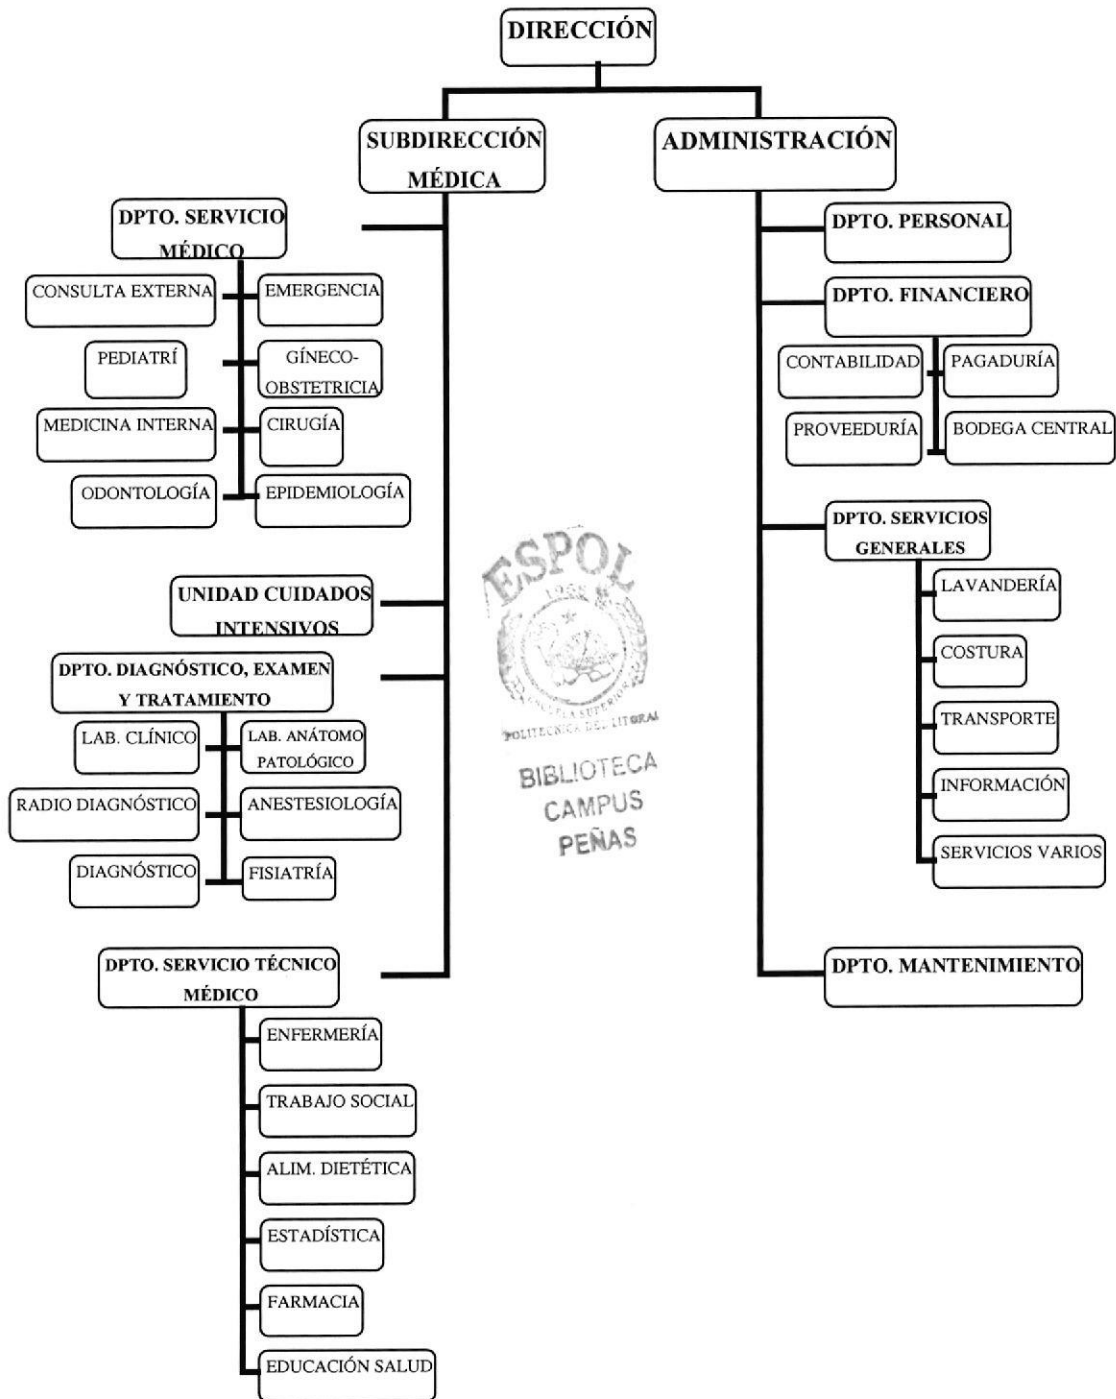 DIRECCIÓN
SUBDIRECCIÓN
MÉDICA
ADMINISTRACIÓN
DPTO. SERVICIO
MÉDICO
CONSULTA EXTERNA
EMERGENCIA
PEDIATRÍ
GÍNECO-
OBSTETRICIA
MEDICINA INTERNA
CIRUGÍA
ODONTOLOGÍA
EPIDEMIOLOGÍA
UNIDAD CUIDADOS
INTENSIVOS
DPTO. DIAGNÓSTICO, EXAMEN
Y TRATAMIENTO
LAB. CLÍNICO
LAB. ANÁTOMO
PATOLÓGICO
RADIO DIAGNÓSTICO
ANESTESIOLOGÍA
DIAGNÓSTICO
FISIATRÍA
DPTO. SERVICIO TÉCNICO
MÉDICO
ENFERMERÍA
TRABAJO SOCIAL
ALIM. DIETÉTICA
ESTADÍSTICA
FARMACIA
EDUCACIÓN SALUD
DPTO. PERSONAL
DPTO. FINANCIERO
CONTABILIDAD
PAGADURÍA
PROVEEDURÍA
BODEGA CENTRAL
DPTO. SERVICIOS
GENERALES
LAVANDERÍA
COSTURA
TRANSPORTE
INFORMACIÓN
SERVICIOS VARIOS
DPTO. MANTENIMIENTO
ESPOL
POLITECNICA DEL LITORAL
BIBLIOTECA
CAMPUS
PEÑAS